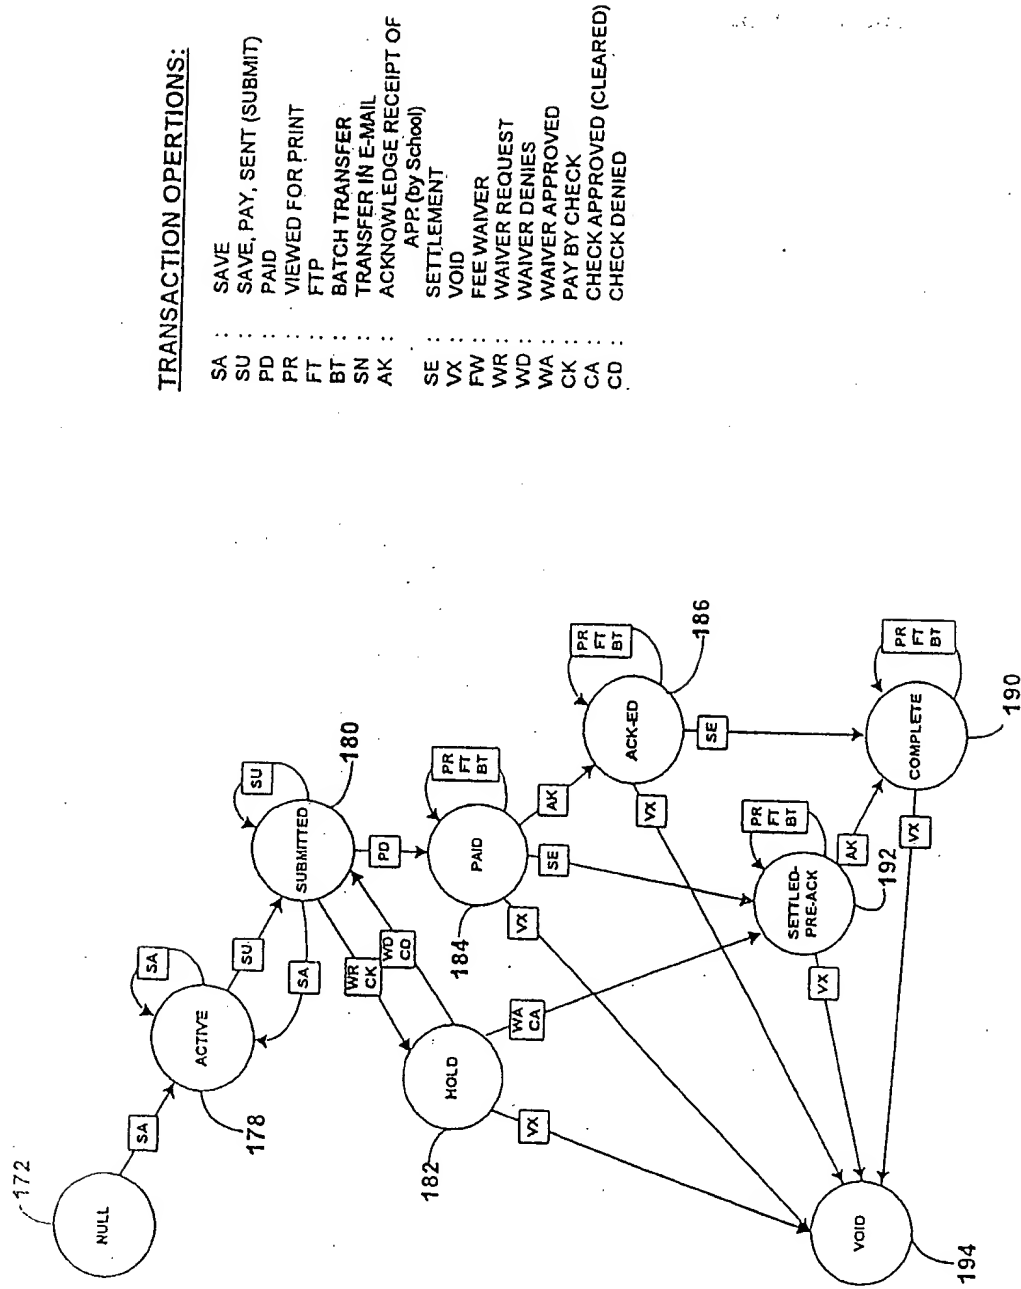 TRANSACTION OPERTIONS:
SA : SAVE
SU : SAVE, PAY, SENT (SUBMIT)
PD : PAID
PR : VIEWED FOR PRINT
FT : FTP
BT : BATCH TRANSFER
SN : TRANSFER IN E-MAIL
AK : ACKNOWLEDGE RECEIPT OF
APP. (by School)
SE : SETTLEMENT
VX : VOID
FW : FEE WAIVER
WR : WAIVER REQUEST
WD : WAIVER DENIES
WA : WAIVER APPROVED
CK : PAY BY CHECK
CA : CHECK APPROVED (CLEARED)
CD : CHECK DENIED
172
NULL
SA
ACTIVE
178
SA
SU
SA
SUBMITTED
180
SU
PD
WR
CK
WD
CD
HOLD
182
PAID
184
PR
FT
BT
AK
SE
VX
WA
CA
VX
ACK-ED
186
PR
FT
BT
SE
VX
SETTLED-
PRE-ACK
192
PR
FT
BT
AK
VX
COMPLETE
190
PR
FT
BT
VX
VOID
194